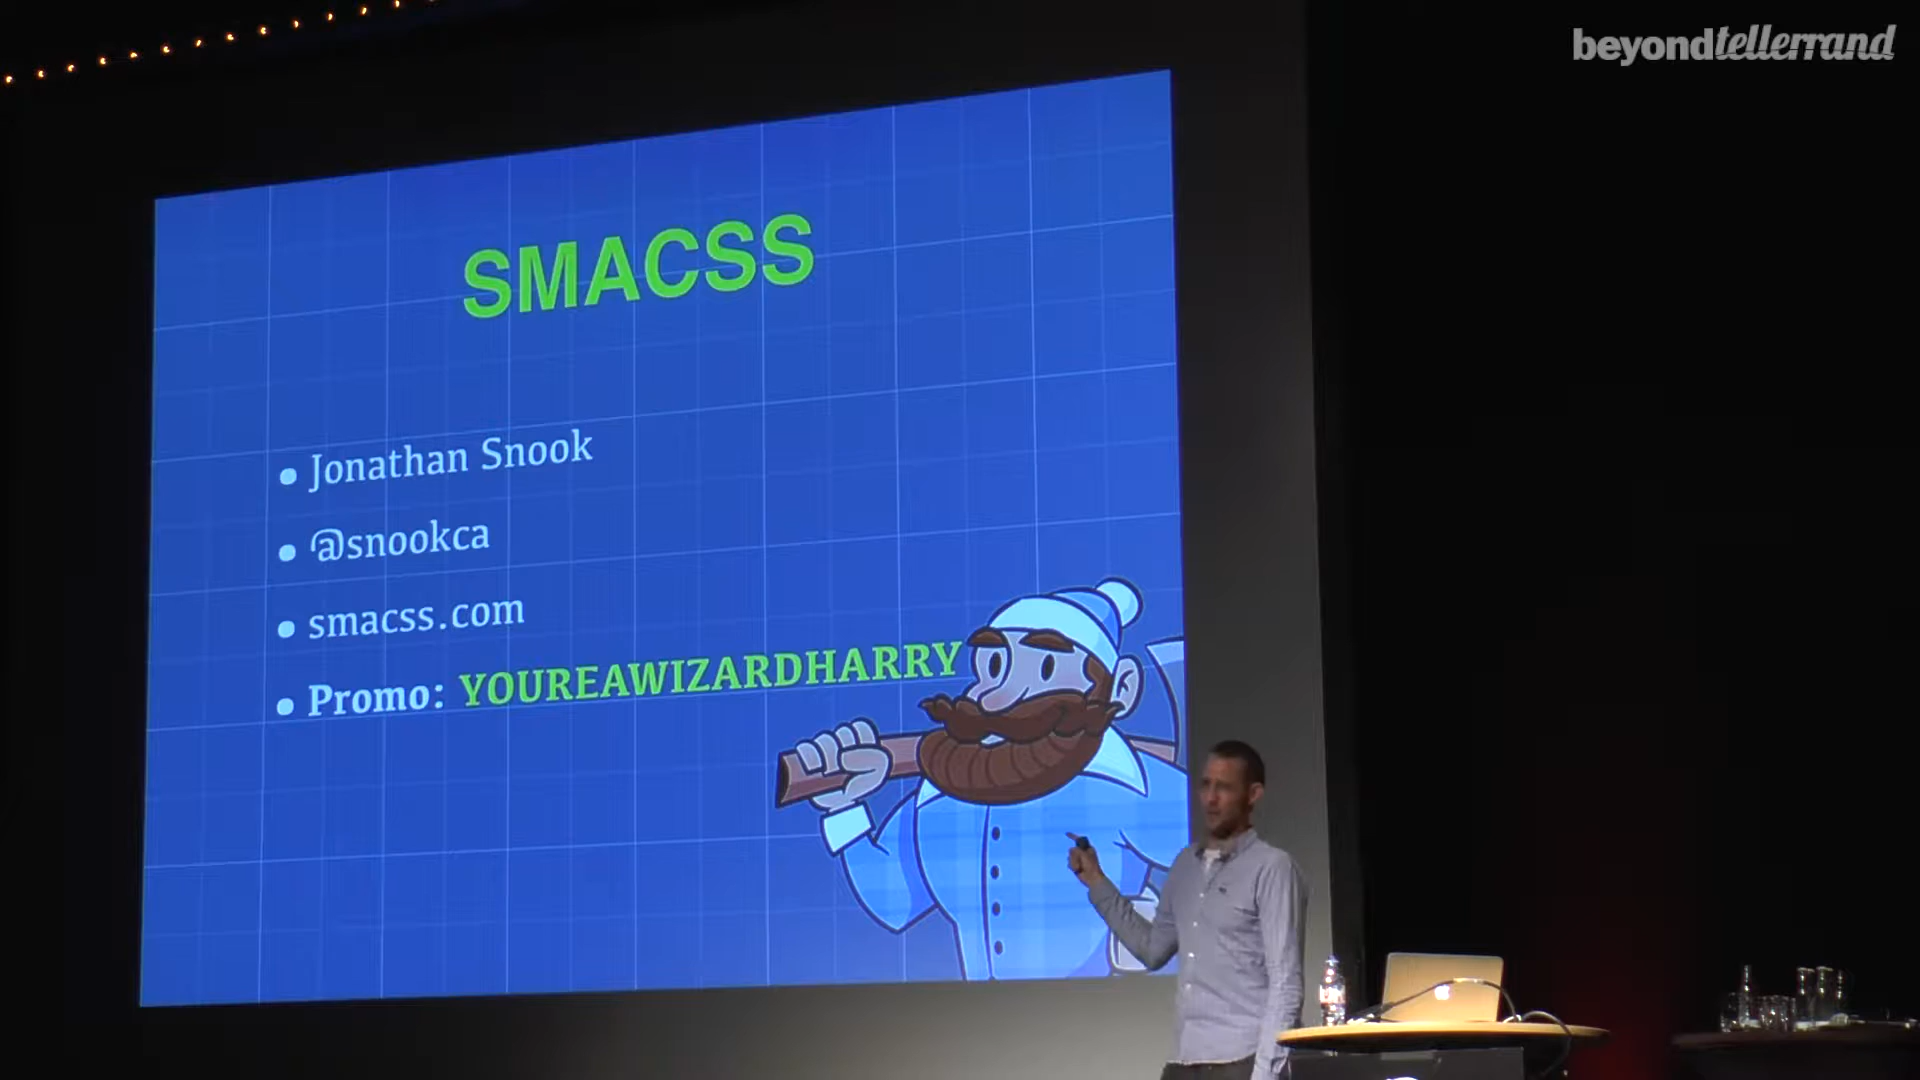 beyondtellerrand
SMACSS
• Jonathan Snook
• @snookca
• smacss.com
• Promo: YOUREAWIZARDHARRY